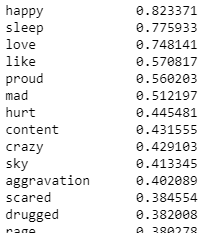 happy 0.823371
sleep 0.775933
love 0.748141
like 0.570817
proud 0.560203
mad 0.512197
hurt 0.445481
content 0.431555
crazy 0.429103
sky 0.413345
aggravation 0.402089
scared 0.384554
drugged 0.382008
rage 0.380278